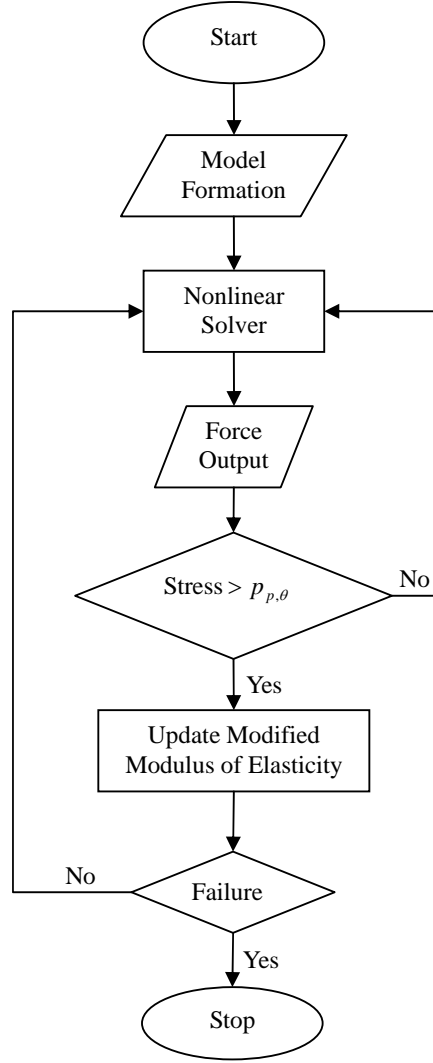 Start
Model
Formation
Nonlinear
Solver
Force
Output
Stress > p p,θ
No
Yes
Update Modified
Modulus of Elasticity
No
Failure
Yes
Stop